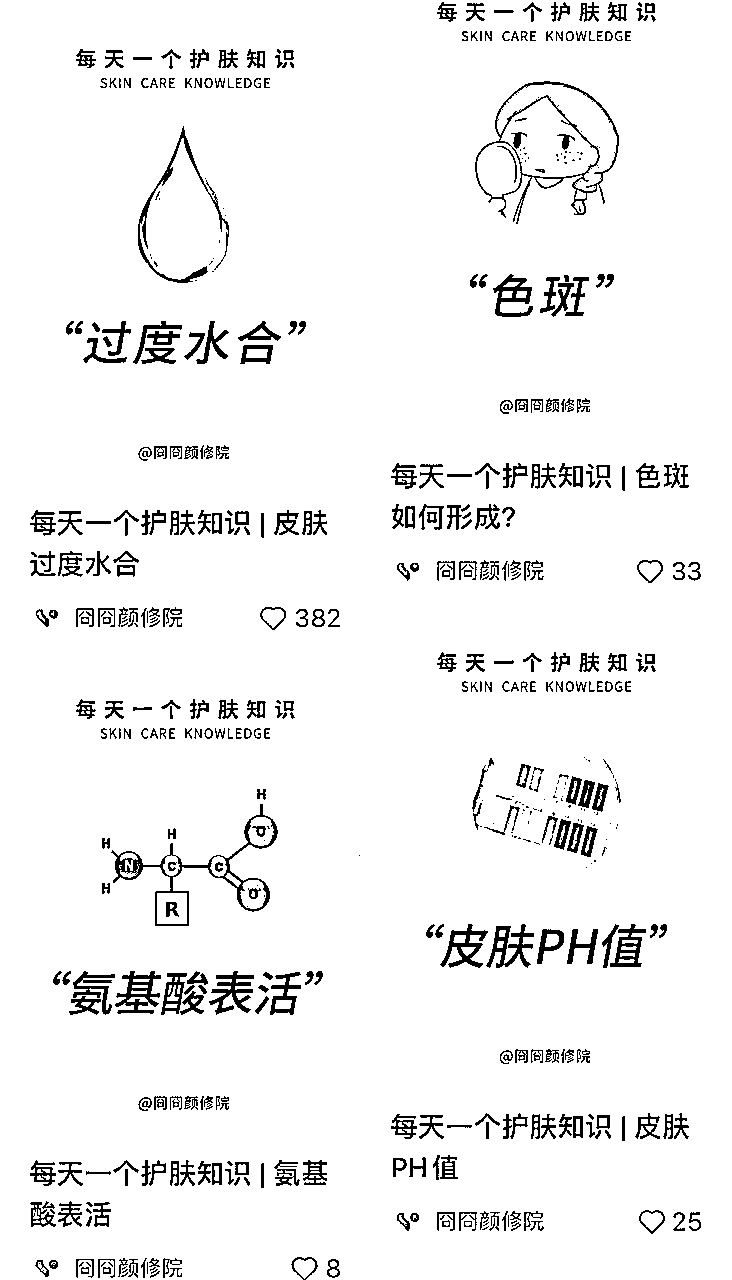 每天一个护肤知识
SKIN CARE KNOWLEDGE
“过度水合”
@冏冏颜修院
每天一个护肤知识 | 皮肤
过度水合
冏冏颜修院
382
每天一个护肤知识
SKIN CARE KNOWLEDGE
“色斑”
@冏冏颜修院
每天一个护肤知识 | 色斑
如何形成?
冏冏颜修院
33
每天一个护肤知识
SKIN CARE KNOWLEDGE
H
H
O
H
N
C
C
H
O
R
“氨基酸表活”
@冏冏颜修院
每天一个护肤知识 | 氨基
酸表活
冏冏颜修院
8
每天一个护肤知识
SKIN CARE KNOWLEDGE
“皮肤PH值”
@冏冏颜修院
每天一个护肤知识 | 皮肤
PH值
冏冏颜修院
25